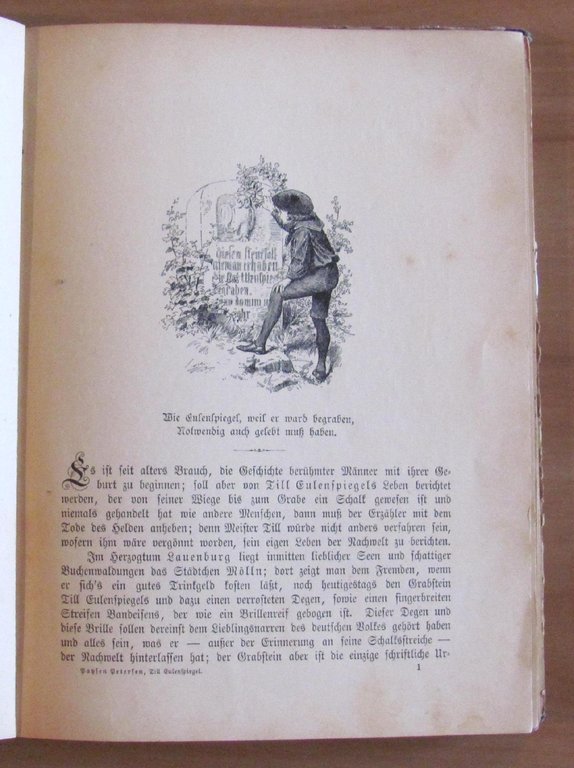 diesen stein soll
nieman erhaben
begraben.
Wie Eulenspiegel, weil er ward begraben,
Notwendig auch gelebt muß haben.
Es ist seit alters Brauch, die Geschichte berühmter Männer mit ihrer Ge-
burt zu beginnen; soll aber von Till Eulenspiegels Leben berichtet
werden, der von seiner Wiege bis zum Grabe ein Schalk gewesen ist und
niemals gehandelt hat wie andere Menschen, dann muß der Erzähler mit dem
Tode des Helden anheben; denn Meister Till würde nicht anders verfahren sein,
wofern ihm wäre vergönnt worden, sein eigen Leben der Nachwelt zu berichten.
Im Herzogtum Lauenburg liegt inmitten lieblicher Seen und schattiger
Buchenwaldungen das Städtchen Mölln; dort zeigt man dem Fremden, wenn
er sich's ein gutes Trinkgeld kosten läßt, noch heutigestags den Grabstein
Till Eulenspiegels und dazu einen verrosteten Degen, sowie einen fingerbreiten
Streifen Bandeisens, der wie ein Brillenreif gebogen ist. Dieser Degen und
diese Brille sollen dereinst dem Lieblingsnarren des deutschen Volkes gehört haben
und alles sein, was er — außer der Erinnerung an seine Schalksstreiche —
der Nachwelt hinterlassen hat; der Grabstein aber ist die einzige schriftliche Ur-
Paysen Petersen, Till Eulenspiegel. 1